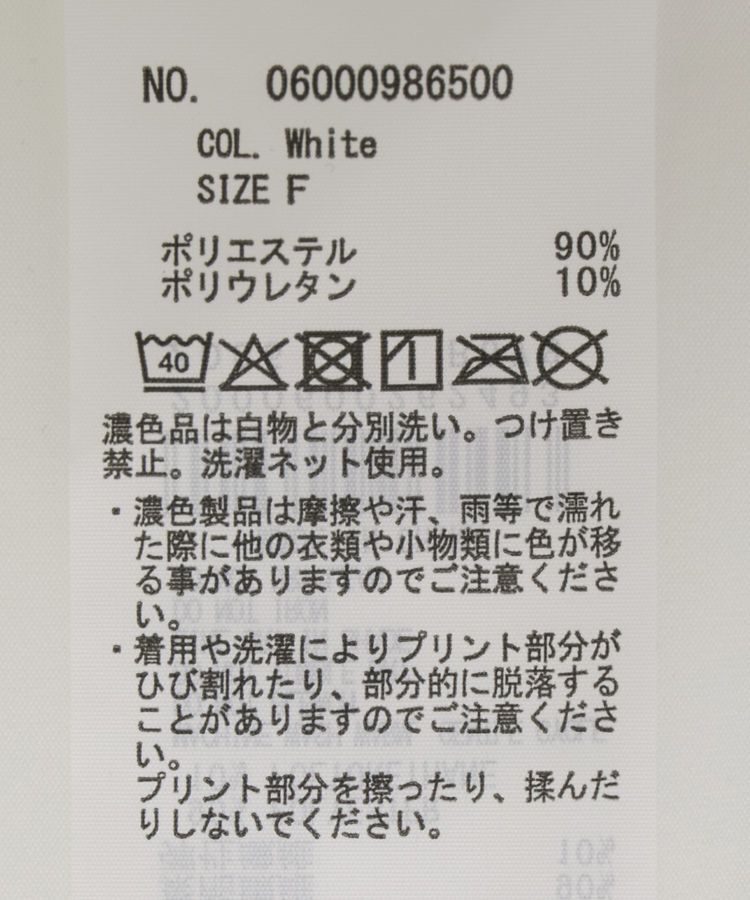 NO. 06000986500
COL. White
SIZE F
ポリエステル 90%
ポリウレタン 10%
40
濃色品は白物と分別洗い。つけ置き
禁止。洗濯ネット使用。
・濃色製品は摩擦や汗、雨等で濡れ
た際に他の衣類や小物類に色が移
る事がありますのでご注意くださ
い。
・着用や洗濯によりプリント部分が
ひび割れたり、部分的に脱落する
ことがありますのでご注意くださ
い。
プリント部分を擦ったり、揉んだ
りしないでください。